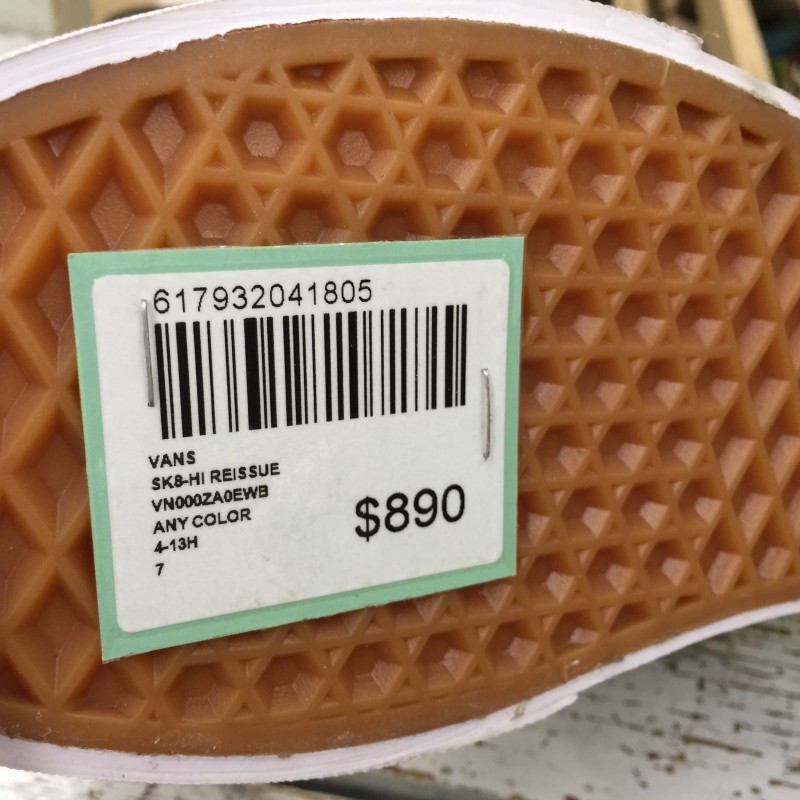 617932041805
VANS
SK8-HI REISSUE
VN000ZA0EWB
ANY COLOR
4-13H
7
$890